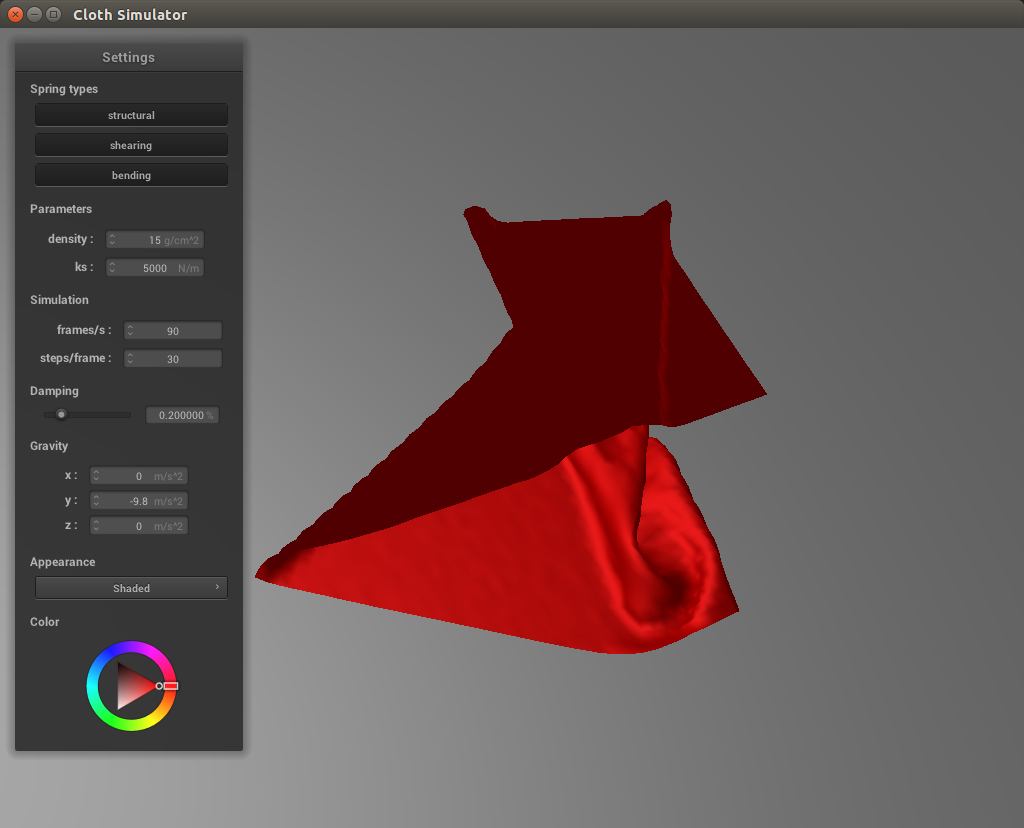 Cloth Simulator
Settings
Spring types
structural
shearing
bending
Parameters
density : 15 g/cm^2
ks : 5000 N/m
Simulation
frames/s : 90
steps/frame : 30
Damping
0.200000 %
Gravity
x : 0 m/s^2
y : -9.8 m/s^2
z : 0 m/s^2
Appearance
Shaded ›
Color